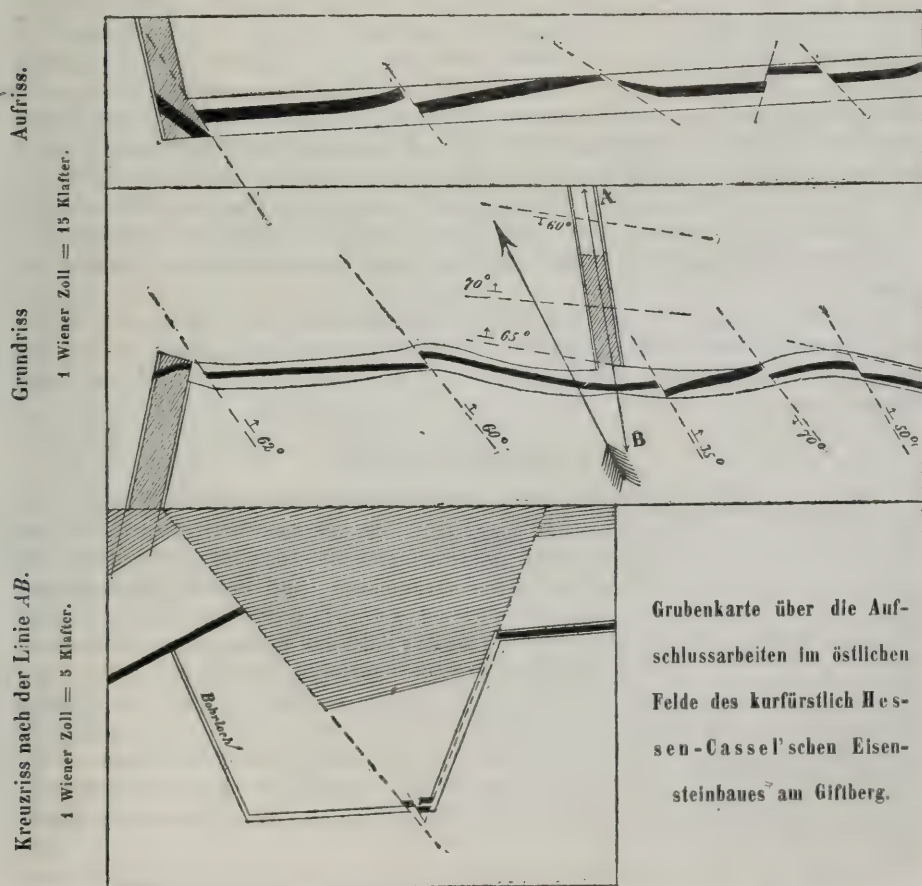 Aufriss.
Grundriss
1 Wiener Zoll = 15 Klafter.
Kreuzriss nach der Linie AB.
1 Wiener Zoll = 5 Klafter.
A
60°
70°
65°
62°
60°
B
35°
70°
50°
Bohrloch
Grubenkarte über die Auf-
schlussarbeiten im östlichen
Felde des kurfürstlich Hes-
sen-Cassel'schen Eisen-
steinbaues am Giftberg.